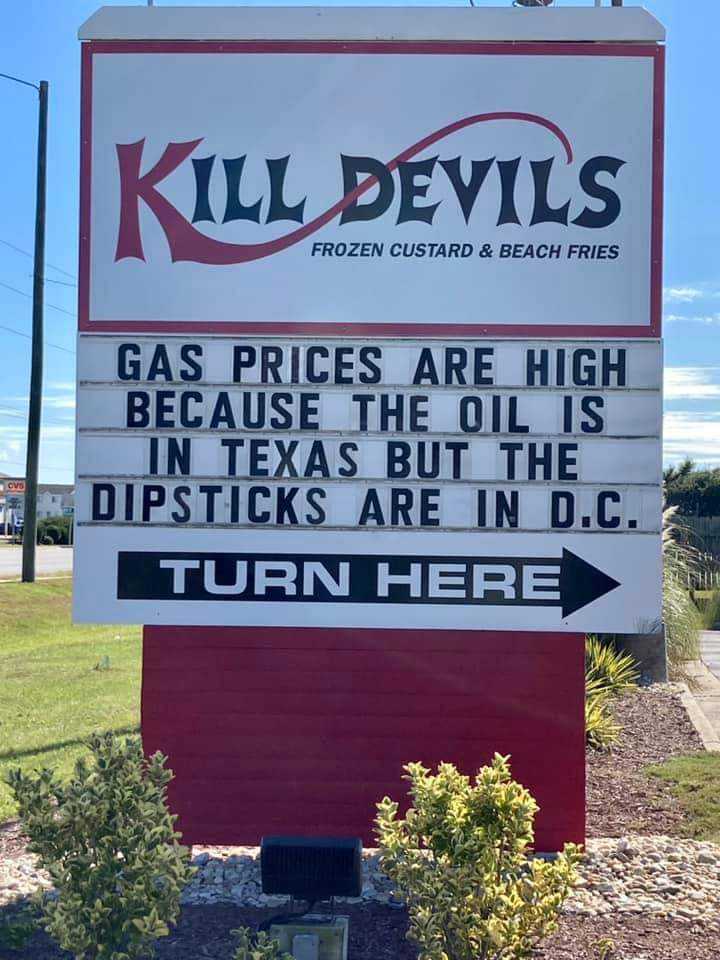 KILL DEVILS
FROZEN CUSTARD & BEACH FRIES
GAS PRICES ARE HIGH
BECAUSE THE OIL IS
IN TEXAS BUT THE
DIPSTICKS ARE IN D.C.
TURN HERE
CVS